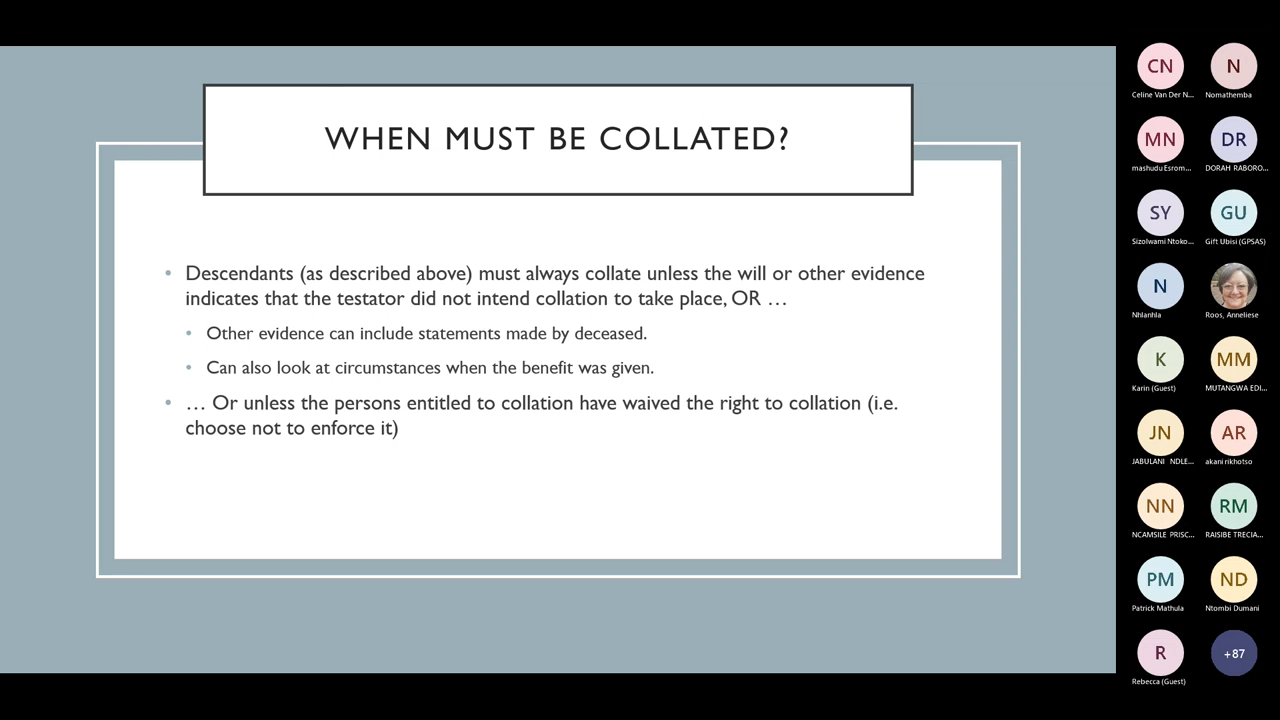 WHEN MUST BE COLLATED?
• Descendants (as described above) must always collate unless the will or other evidence
indicates that the testator did not intend collation to take place, OR …
• Other evidence can include statements made by deceased.
• Can also look at circumstances when the benefit was given.
• … Or unless the persons entitled to collation have waived the right to collation (i.e.
choose not to enforce it)
CN
Celine Van Der N...
N
Nomathemba
MN
mashudu Esrom...
DR
DORAH RABORO...
SY
Sizolwami Ntoko...
GU
Gift Ubisi (GPSAS)
N
Nhlanhla
Roos, Anneliese
K
Karin (Guest)
MM
MUTANGWA EDI...
JN
JABULANI NDLE...
AR
akani rikhotso
NN
NCAMSILE PRISC...
RM
RAISIBE TRECIA...
PM
Patrick Mathula
ND
Ntombi Dumani
R
Rebecca (Guest)
+87